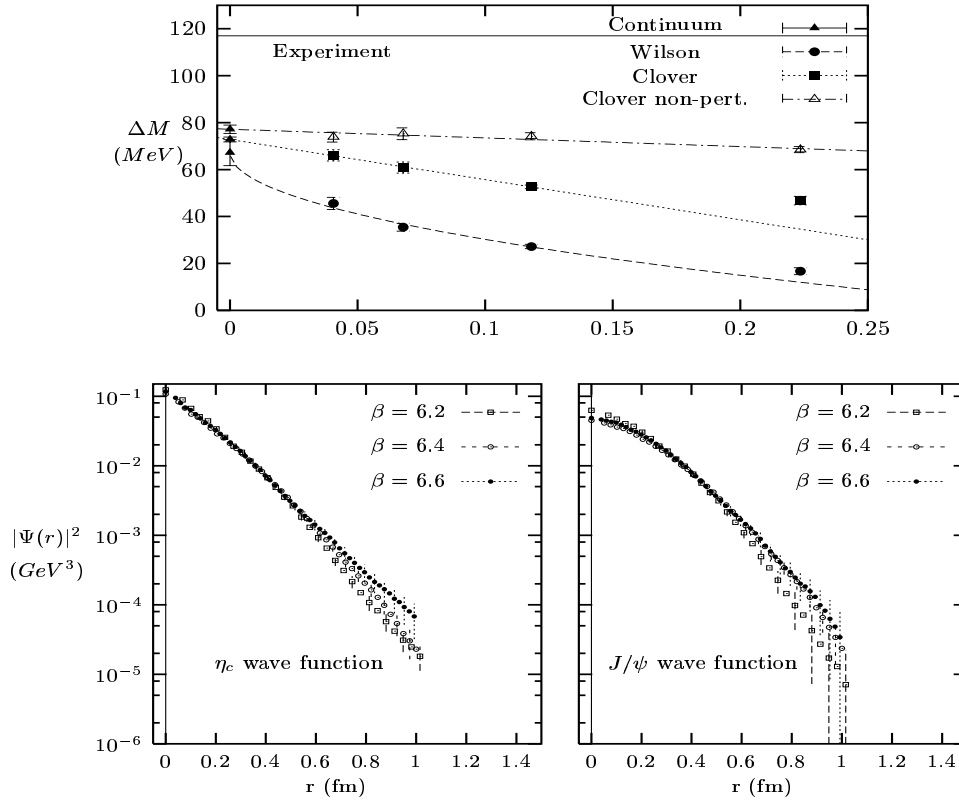 120
100
80
60
40
20
0
ΔM
(MeV)
Experiment
Continuum
Wilson
Clover
Clover non-pert.
0 0.05 0.1 0.15 0.2 0.25
|Ψ(r)|²
(GeV³)
10⁻¹
10⁻²
10⁻³
10⁻⁴
10⁻⁵
10⁻⁶
β = 6.2
β = 6.4
β = 6.6
η_c wave function
0 0.2 0.4 0.6 0.8 1 1.2 1.4
r (fm)
β = 6.2
β = 6.4
β = 6.6
J/ψ wave function
0 0.2 0.4 0.6 0.8 1 1.2 1.4
r (fm)